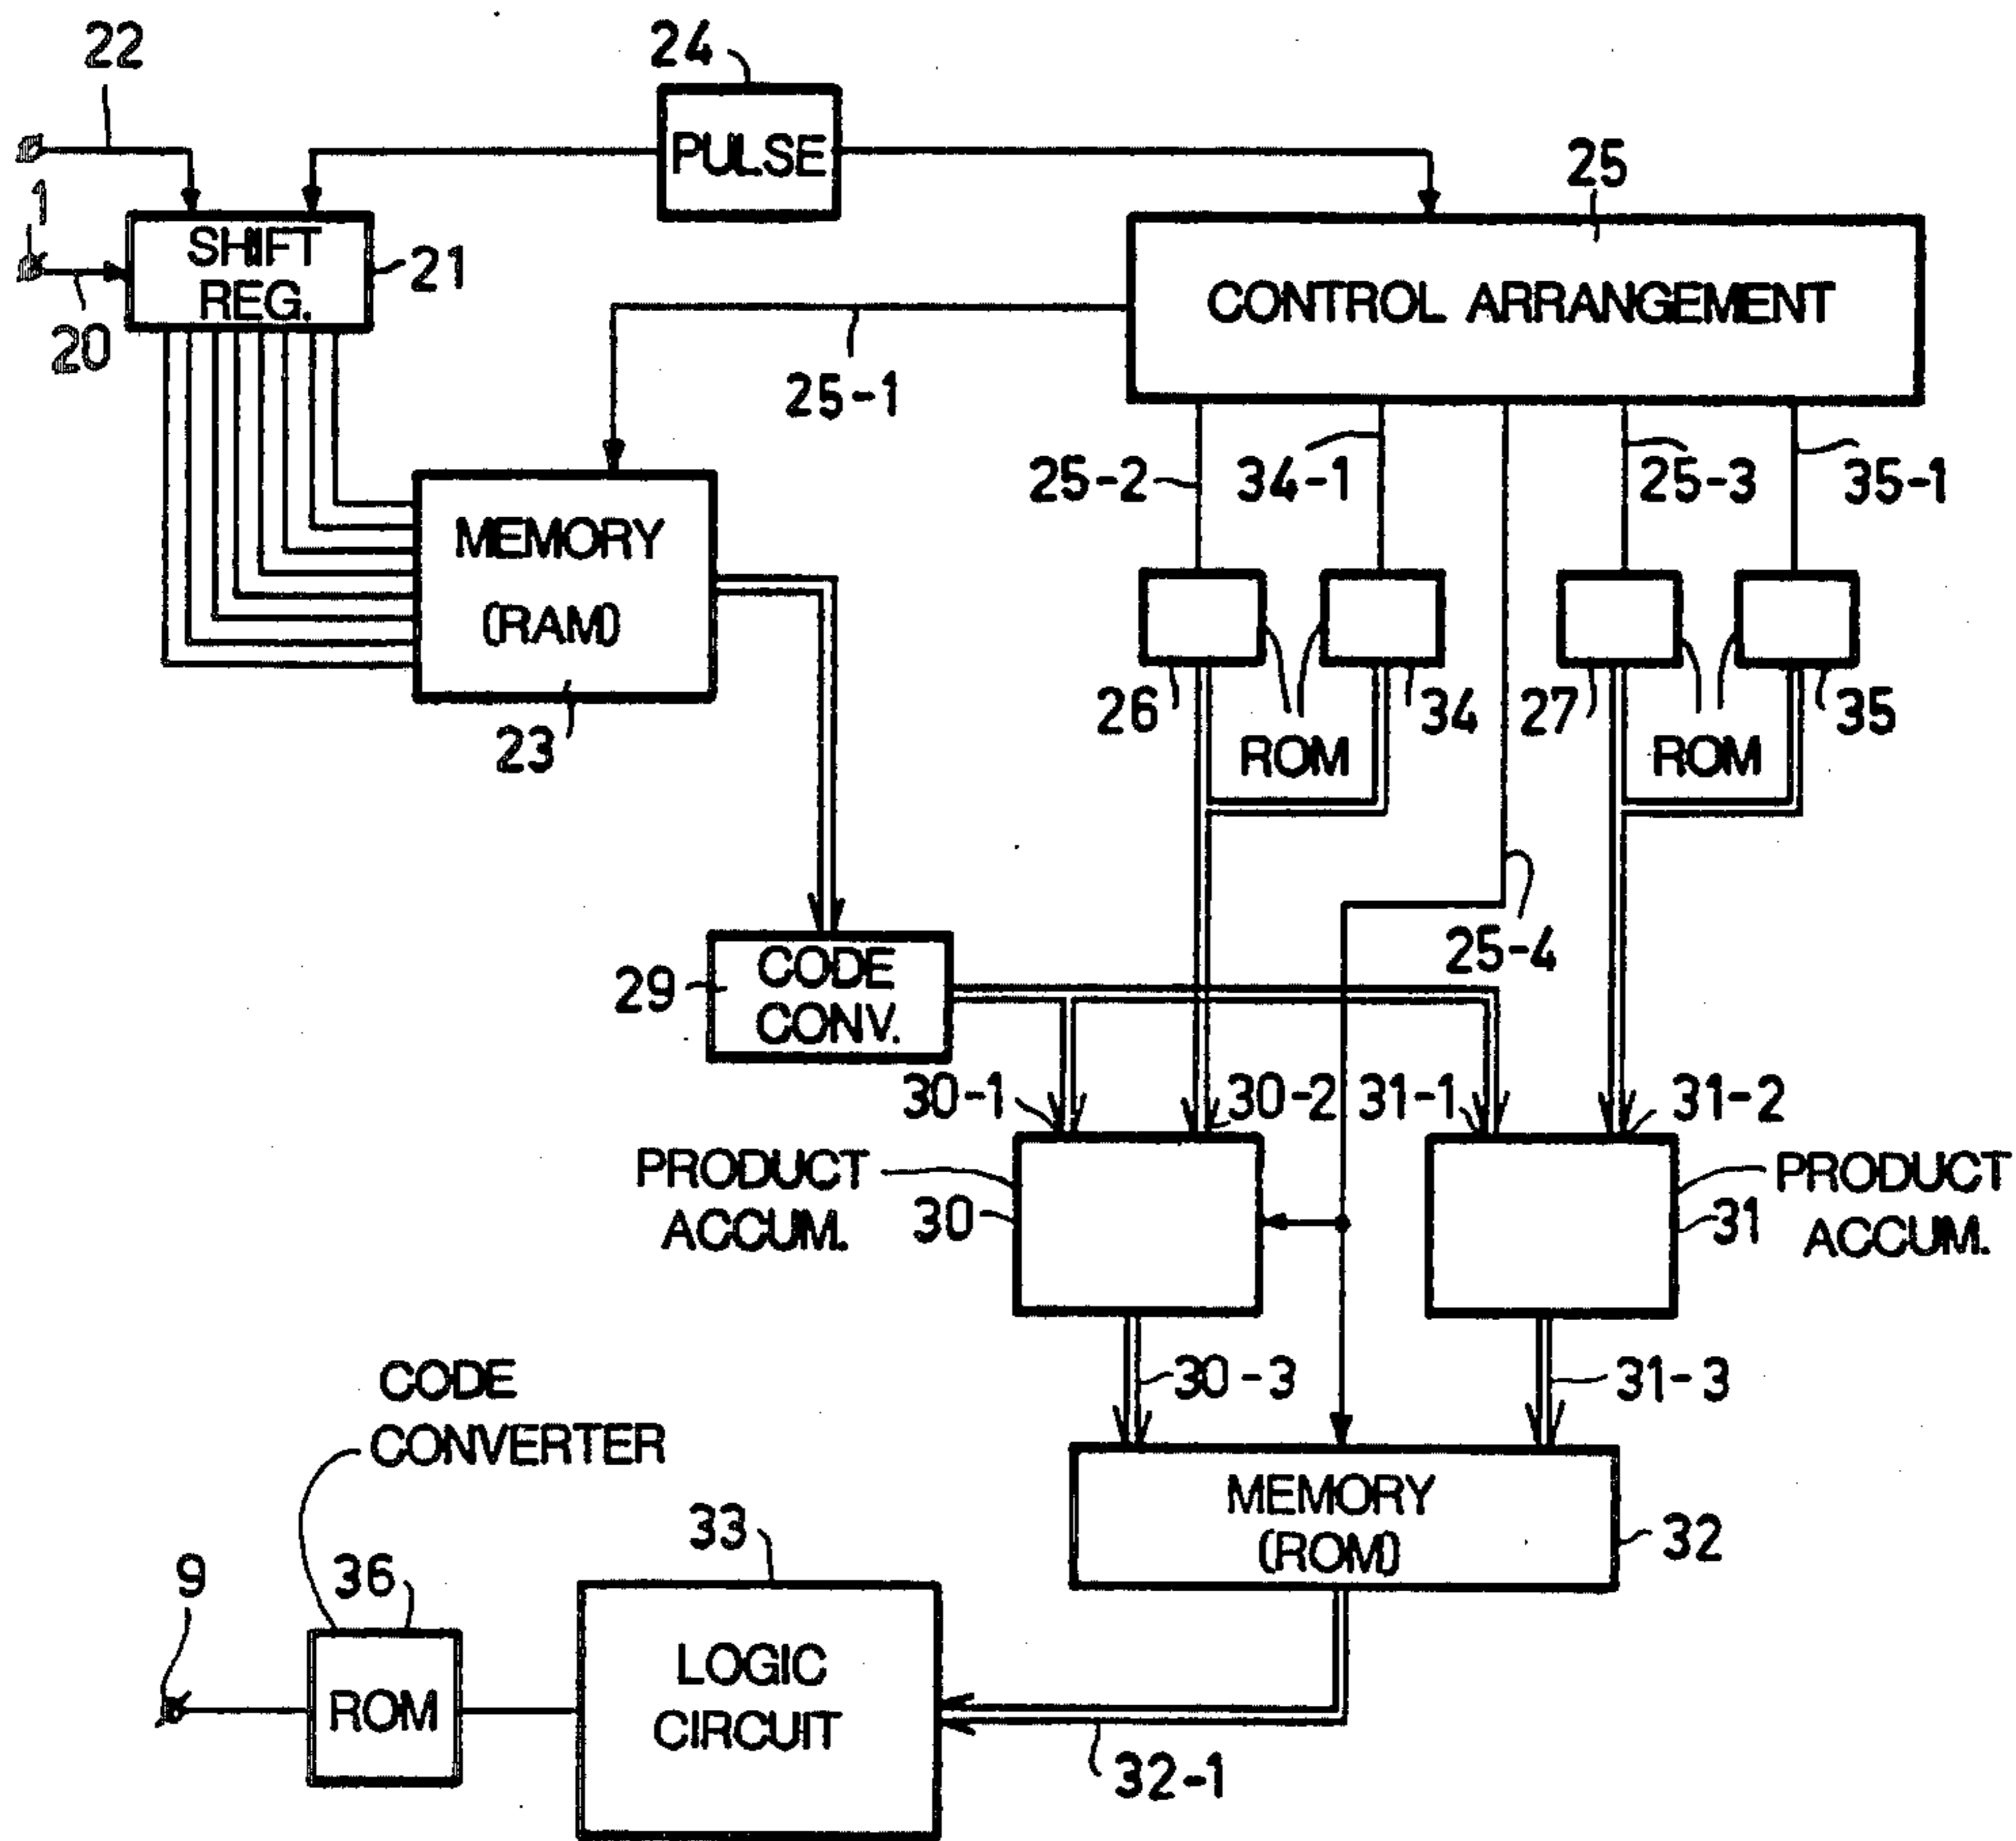 22
24
PULSE
25
1
SHIFT
REG.
21
CONTROL ARRANGEMENT
20
25-1
25-2
34-1
25-3
35-1
MEMORY
(RAM)
23
26
34
27
35
ROM
ROM
25-4
29
CODE
CONV.
30-1
30-2
31-1
31-2
PRODUCT
ACCUM.
30
PRODUCT
ACCUM.
31
30-3
31-3
CODE
CONVERTER
MEMORY
(ROM)
32
33
9
36
ROM
LOGIC
CIRCUIT
32-1